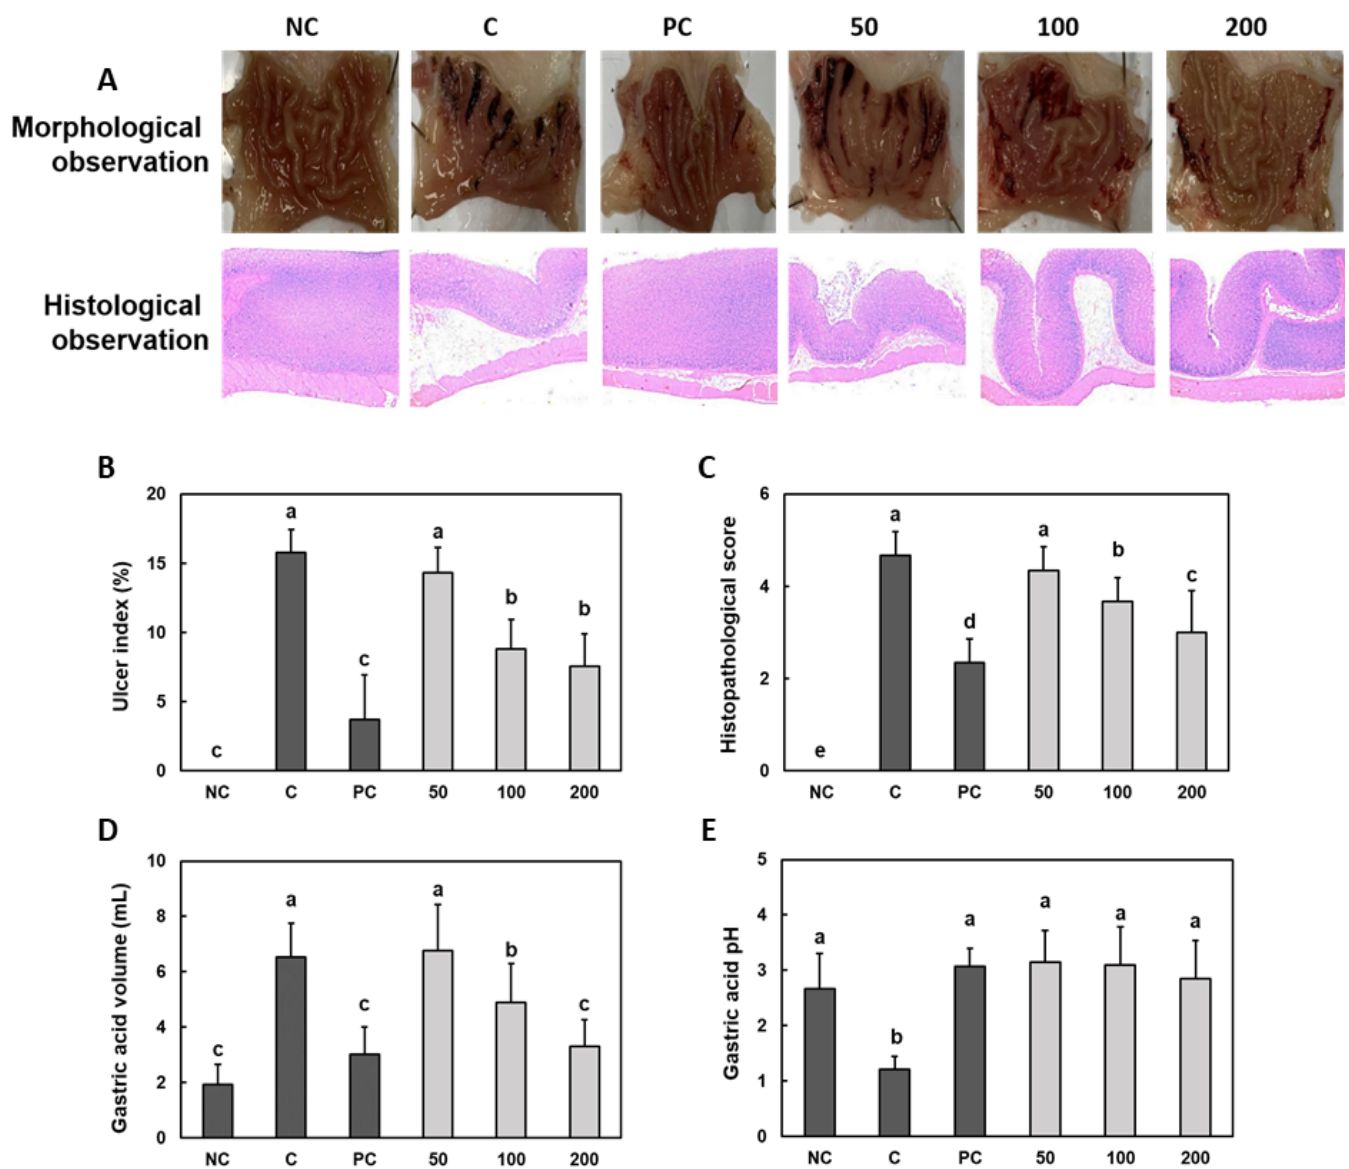 NC C PC 50 100 200
A
Morphological
observation
Histological
observation
B
Ulcer index (%)
20
15
10
5
0
c a c a b b
NC C PC 50 100 200
C
Histopathological score
6
4
2
0
e a d a b c
NC C PC 50 100 200
D
Gastric acid volume (mL)
10
8
6
4
2
0
c a c a b c
NC C PC 50 100 200
E
Gastric acid pH
5
4
3
2
1
0
a b a a a a
NC C PC 50 100 200